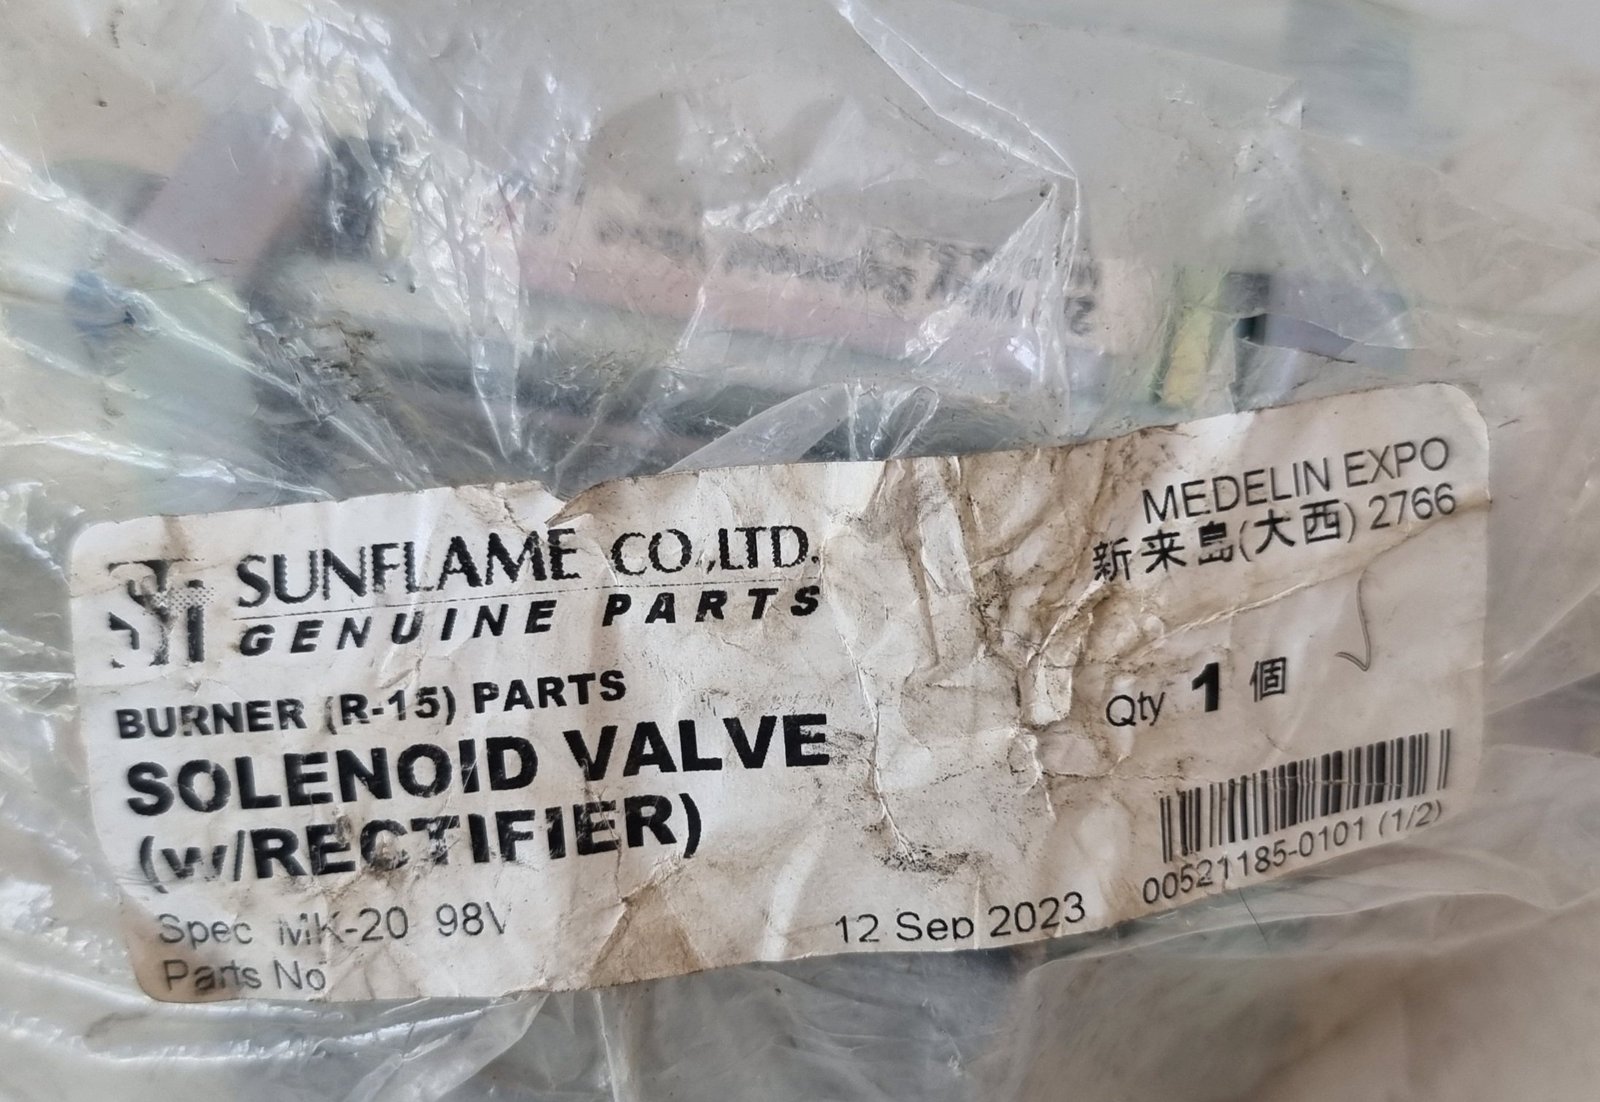 SUNFLAME CO.,LTD.
GENUINE PARTS
BURNER (R-15) PARTS
SOLENOID VALVE
(w/RECTIFIER)
Spec MK-20 98V
Parts No
12 Sep 2023
MEDELIN EXPO
新来島(大西) 2766
Qty 1 個
00521185-0101 (1/2)